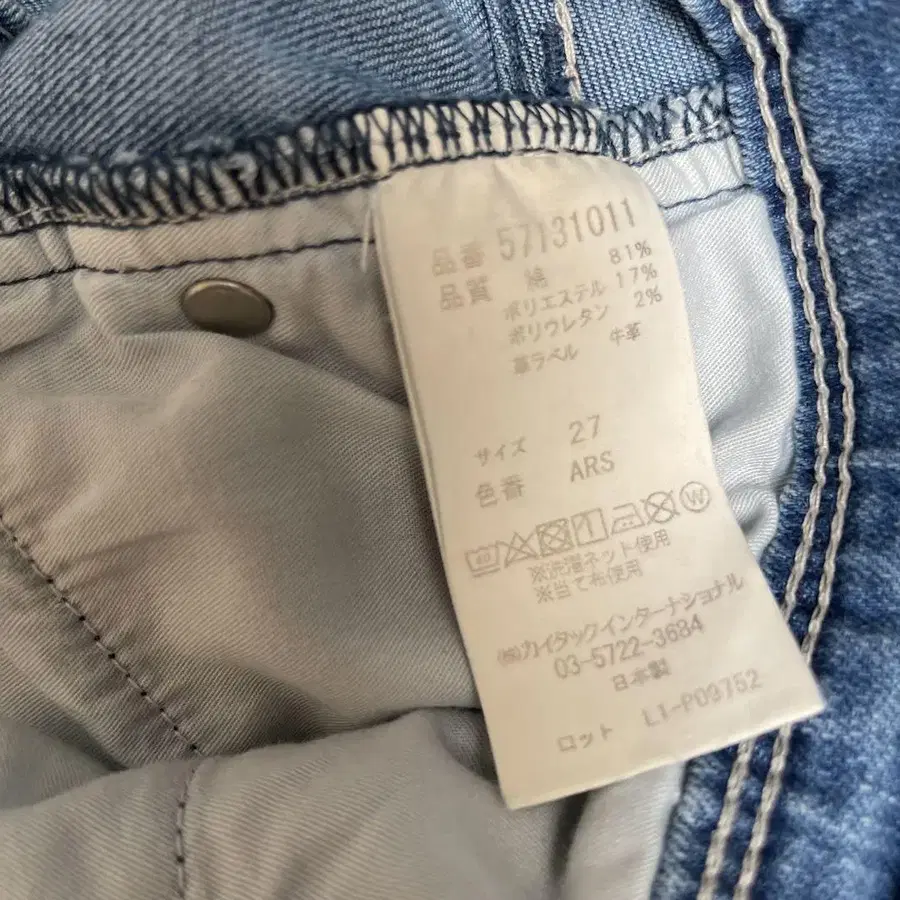 品番 57131011
品質 綿 81%
ポリエステル 17%
ポリウレタン 2%
革ラベル 牛革
サイズ 27
色番 ARS
※洗濯ネット使用
※当て布使用
㈱カイタックインターナショナル
03-5722-3684
日本製
ロット L1-P09752